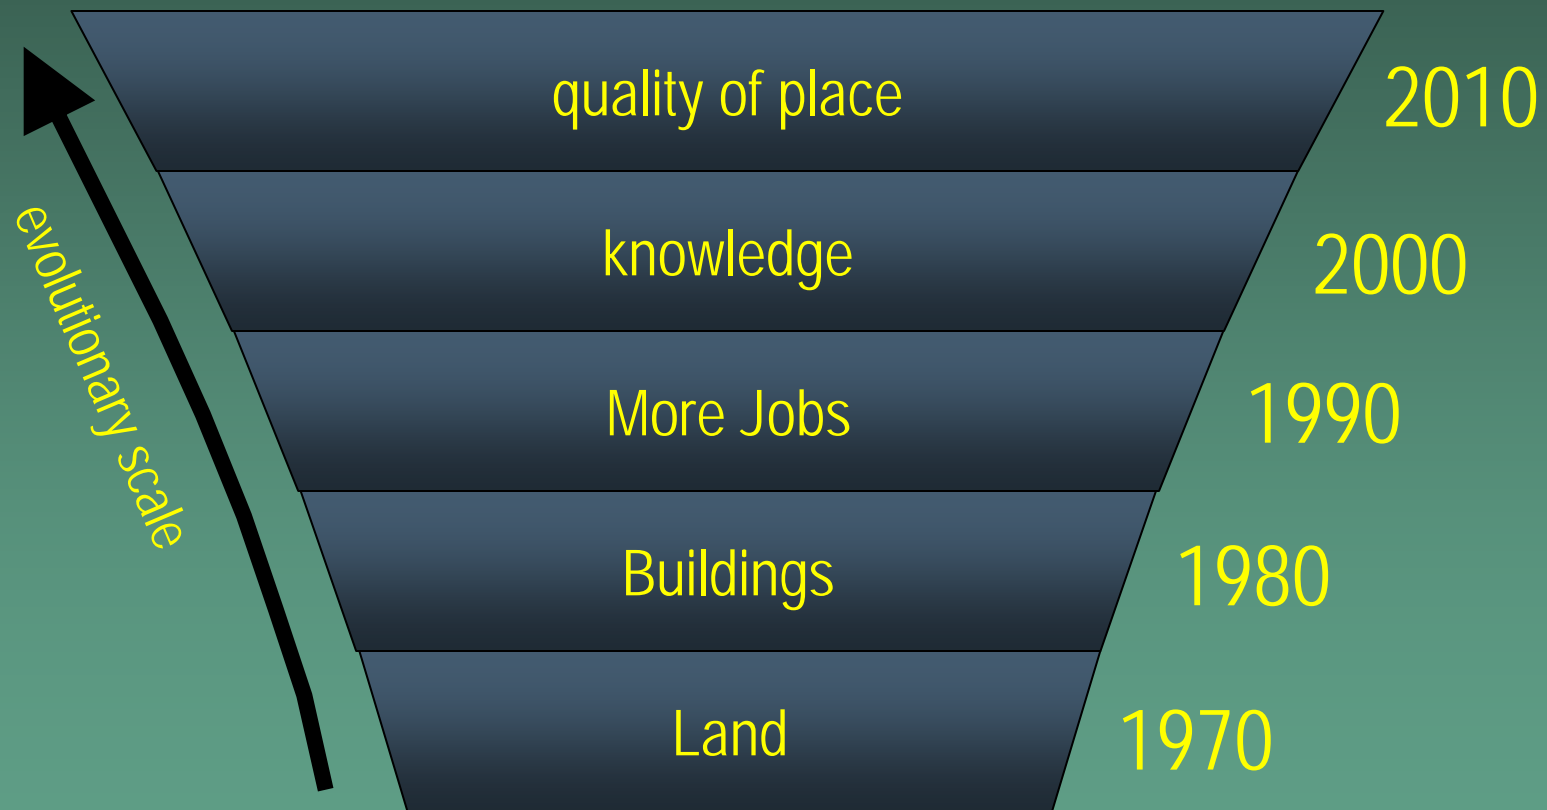 quality of place
2010
knowledge
2000
More Jobs
1990
Buildings
1980
Land
1970
evolutionary scale